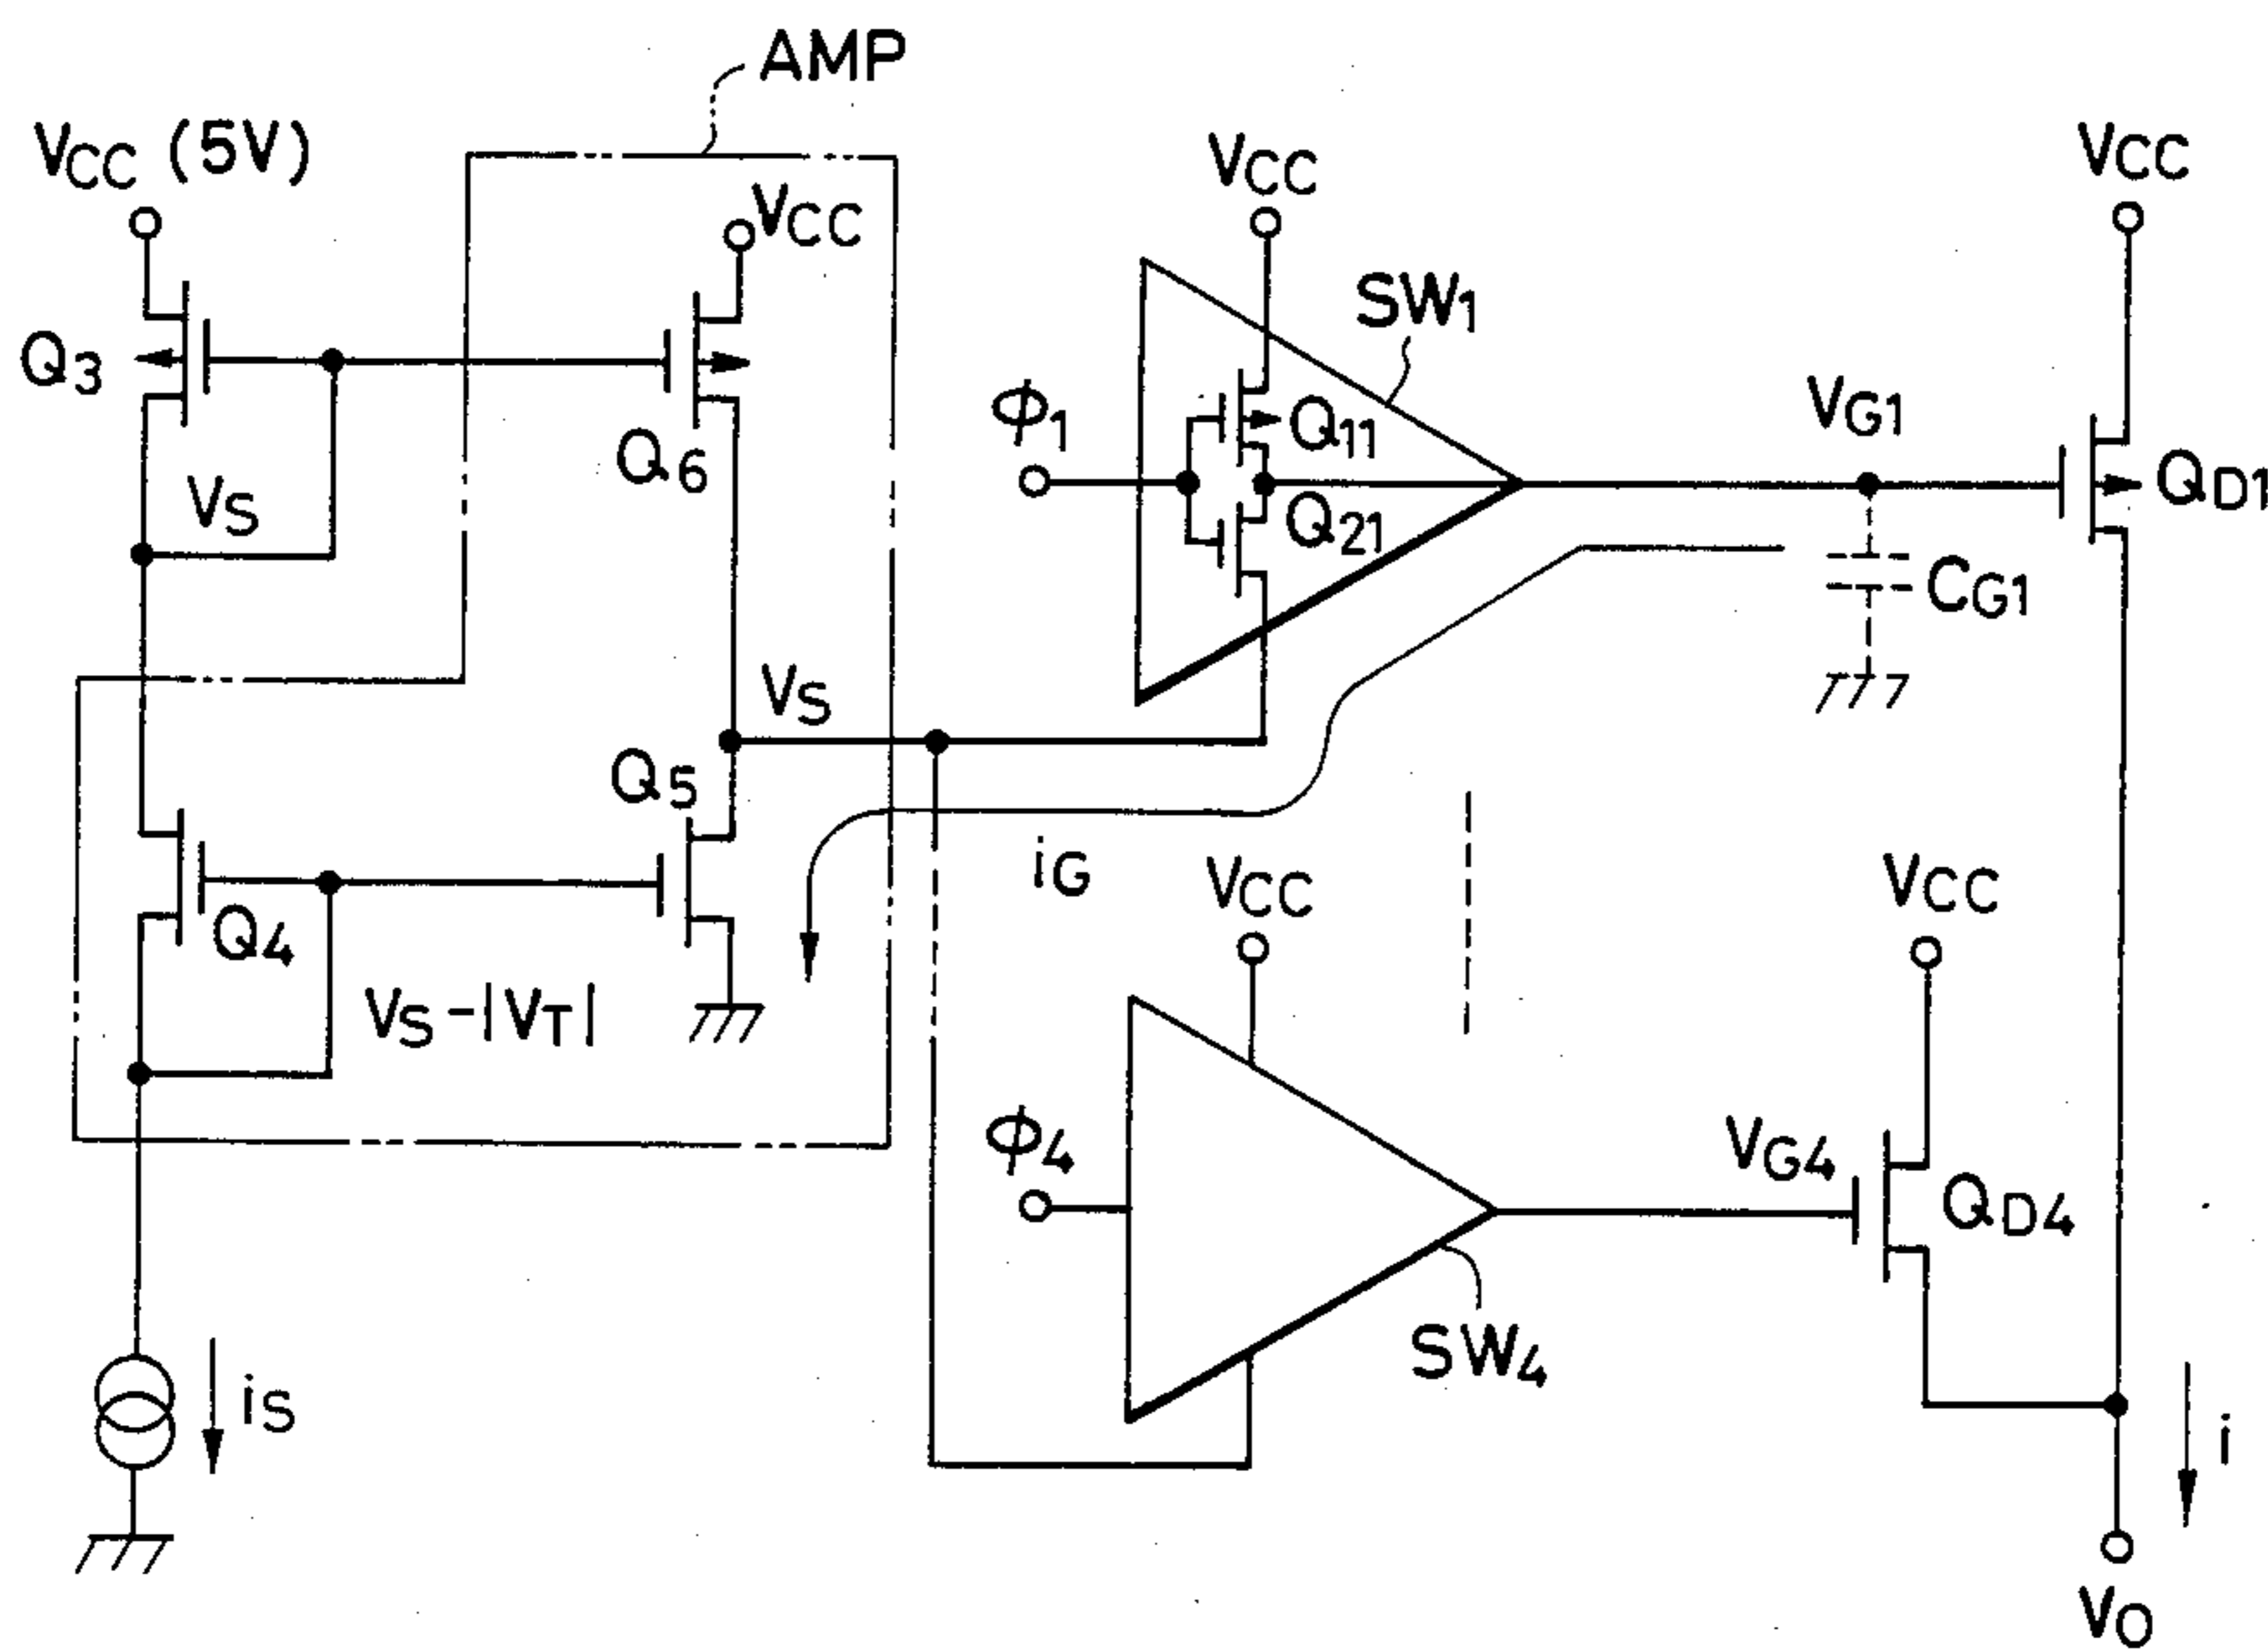 AMP
VCC (5V)
VCC
VCC
VCC
Q3
Q6
VS
φ1
SW1
Q11
Q21
VG1
QD1
CG1
VS
Q5
iG
Q4
VS-|VT|
VCC
VCC
φ4
VG4
QD4
SW4
iS
i
VO